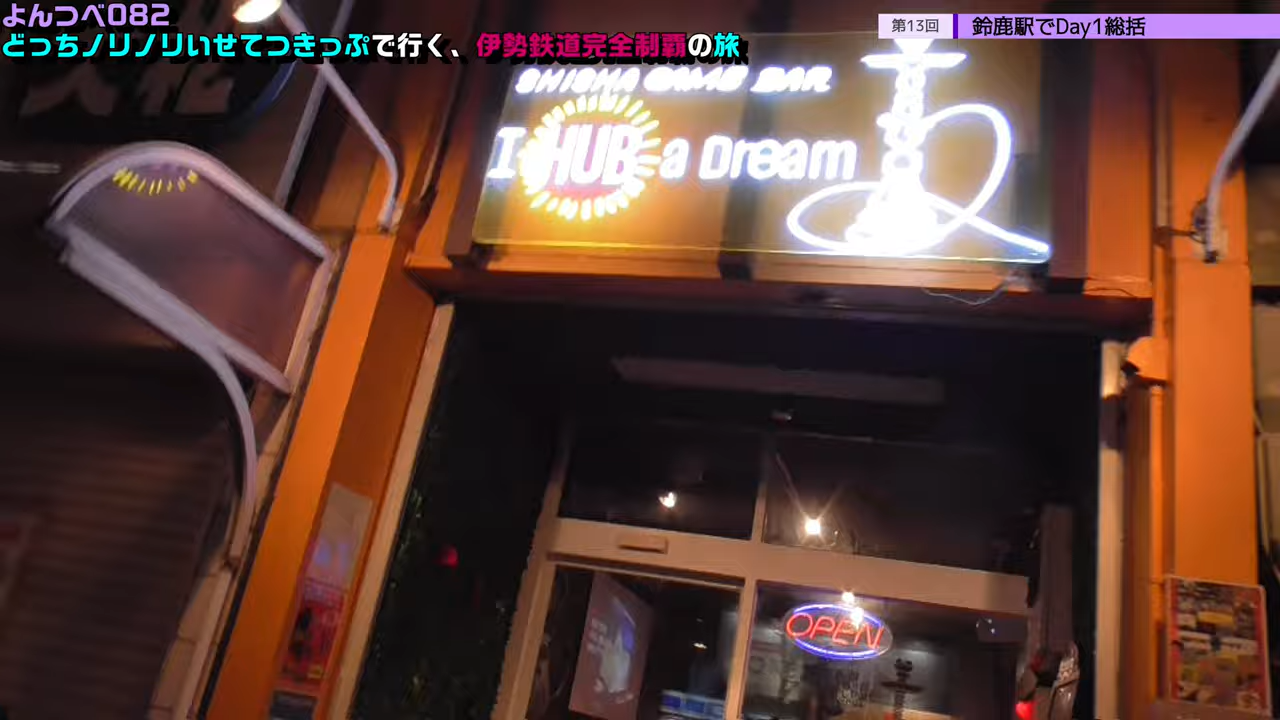 よんつべ082
どっちノリノリいせてつきっぷで行く、伊勢鉄道完全制覇の旅
第13回 鈴鹿駅でDay1総括
SHISHA GAME BAR
I HUB a Dream
OPEN